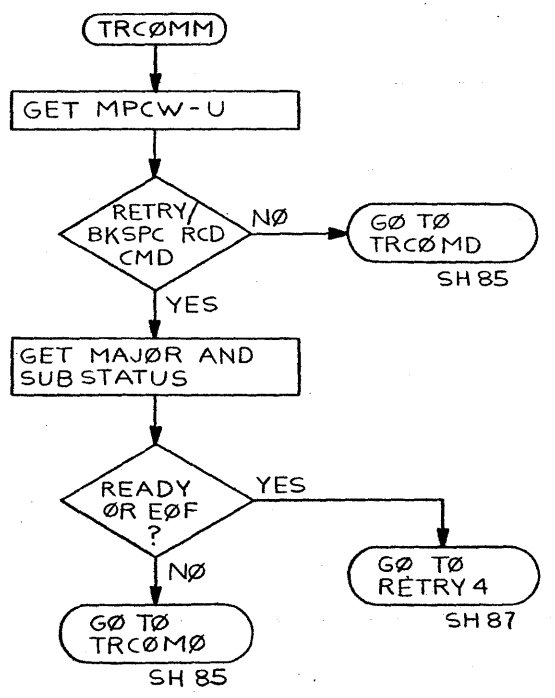 TRCØMM
GET MPCW-U
RETRY/
BKSPC RCD
CMD
NØ
GØ TØ
TRCØMD
SH 85
YES
GET MAJØR AND
SUB STATUS
READY
ØR EØF
?
YES
NØ
GØ TØ
RETRY 4
SH 87
GØ TØ
TRCØMØ
SH 85